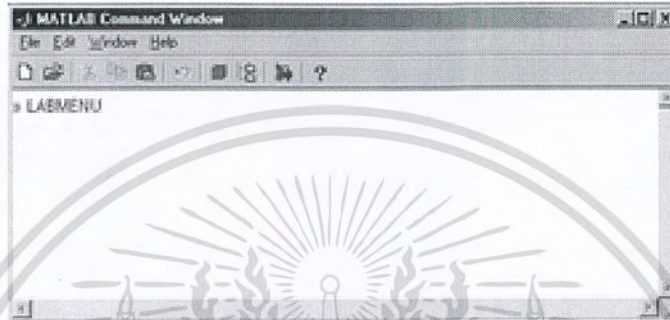 MATLAB Command Window
File Edit Window Help
?
» LABMENU